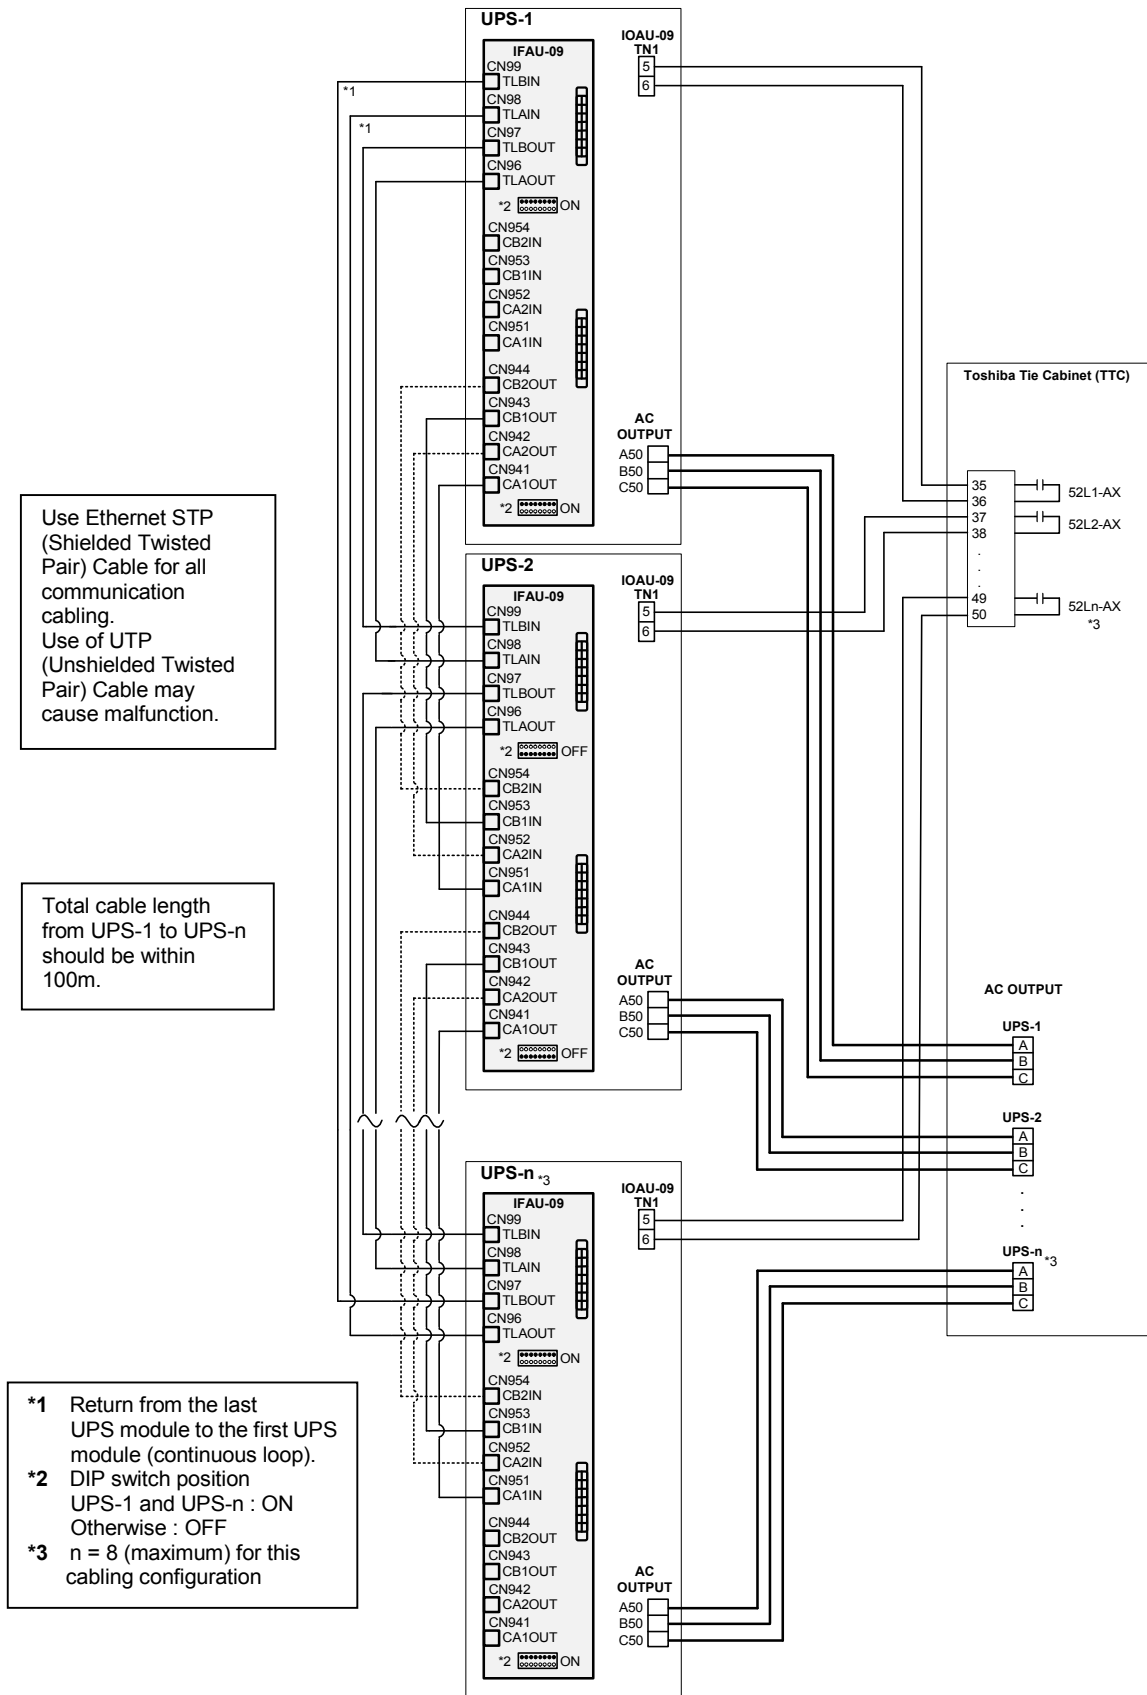 UPS-1
IFAU-09
CN99
TLBIN
*1
CN98
TLAIN
*1
CN97
TLBOUT
CN96
TLAOUT
*2 ON
CN954
CB2IN
CN953
CB1IN
CN952
CA2IN
CN951
CA1IN
CN944
CB2OUT
CN943
CB1OUT
CN942
CA2OUT
CN941
CA1OUT
*2 ON
IOAU-09
TN1
5
6
AC
OUTPUT
A50
B50
C50
UPS-2
IFAU-09
CN99
TLBIN
CN98
TLAIN
CN97
TLBOUT
CN96
TLAOUT
*2 OFF
CN954
CB2IN
CN953
CB1IN
CN952
CA2IN
CN951
CA1IN
CN944
CB2OUT
CN943
CB1OUT
CN942
CA2OUT
CN941
CA1OUT
*2 OFF
IOAU-09
TN1
5
6
AC
OUTPUT
A50
B50
C50
UPS-n *3
IFAU-09
CN99
TLBIN
CN98
TLAIN
CN97
TLBOUT
CN96
TLAOUT
*2 ON
CN954
CB2IN
CN953
CB1IN
CN952
CA2IN
CN951
CA1IN
CN944
CB2OUT
CN943
CB1OUT
CN942
CA2OUT
CN941
CA1OUT
*2 ON
IOAU-09
TN1
5
6
AC
OUTPUT
A50
B50
C50
Toshiba Tie Cabinet (TTC)
35
36
52L1-AX
37
38
52L2-AX
.
.
.
49
50
52Ln-AX
*3
AC OUTPUT
UPS-1
A
B
C
UPS-2
A
B
C
.
.
.
UPS-n *3
A
B
C
Use Ethernet STP
(Shielded Twisted
Pair) Cable for all
communication
cabling.
Use of UTP
(Unshielded Twisted
Pair) Cable may
cause malfunction.
Total cable length
from UPS-1 to UPS-n
should be within
100m.
*1 Return from the last
UPS module to the first UPS
module (continuous loop).
*2 DIP switch position
UPS-1 and UPS-n : ON
Otherwise : OFF
*3 n = 8 (maximum) for this
cabling configuration